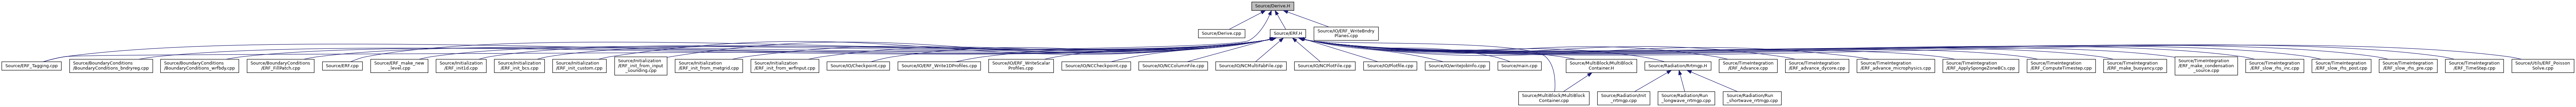 Source/Derive.H
Source/Derive.cpp
Source/ERF.H
Source/IO/ERF_WriteBndry
Planes.cpp
Source/ERF_Tagging.cpp
Source/BoundaryConditions
/BoundaryConditions_bndryreg.cpp
Source/BoundaryConditions
/BoundaryConditions_wrfbdy.cpp
Source/BoundaryConditions
/ERF_FillPatch.cpp
Source/ERF.cpp
Source/ERF_make_new
_level.cpp
Source/Initialization
/ERF_init1d.cpp
Source/Initialization
/ERF_init_bcs.cpp
Source/Initialization
/ERF_init_custom.cpp
Source/Initialization
/ERF_init_from_input
_sounding.cpp
Source/Initialization
/ERF_init_from_metgrid.cpp
Source/Initialization
/ERF_init_from_wrfinput.cpp
Source/IO/Checkpoint.cpp
Source/IO/ERF_Write1DProfiles.cpp
Source/IO/ERF_WriteScalar
Profiles.cpp
Source/IO/NCCheckpoint.cpp
Source/IO/NCColumnFile.cpp
Source/IO/NCMultiFabFile.cpp
Source/IO/NCPlotFile.cpp
Source/IO/Plotfile.cpp
Source/IO/writeJobInfo.cpp
Source/main.cpp
Source/MultiBlock/MultiBlock
Container.H
Source/Radiation/Rrtmgp.H
Source/TimeIntegration
/ERF_Advance.cpp
Source/TimeIntegration
/ERF_advance_dycore.cpp
Source/TimeIntegration
/ERF_advance_microphysics.cpp
Source/TimeIntegration
/ERF_ApplySpongeZoneBCs.cpp
Source/TimeIntegration
/ERF_ComputeTimestep.cpp
Source/TimeIntegration
/ERF_make_buoyancy.cpp
Source/TimeIntegration
/ERF_make_condensation
_source.cpp
Source/TimeIntegration
/ERF_slow_rhs_inc.cpp
Source/TimeIntegration
/ERF_slow_rhs_post.cpp
Source/TimeIntegration
/ERF_slow_rhs_pre.cpp
Source/TimeIntegration
/ERF_TimeStep.cpp
Source/Utils/ERF_Poisson
Solve.cpp
Source/MultiBlock/MultiBlock
Container.cpp
Source/Radiation/Init
_rrtmgp.cpp
Source/Radiation/Run
_longwave_rrtmgp.cpp
Source/Radiation/Run
_shortwave_rrtmgp.cpp